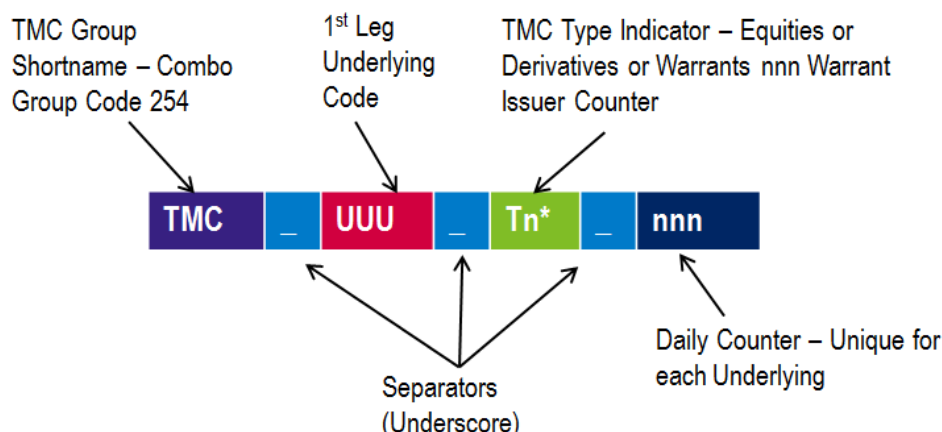 TMC Group
Shortname – Combo
Group Code 254
1st Leg
Underlying
Code
TMC Type Indicator – Equities or
Derivatives or Warrants nnn Warrant
Issuer Counter
TMC _ UUU _ Tn* _ nnn
Separators
(Underscore)
Daily Counter – Unique for
each Underlying